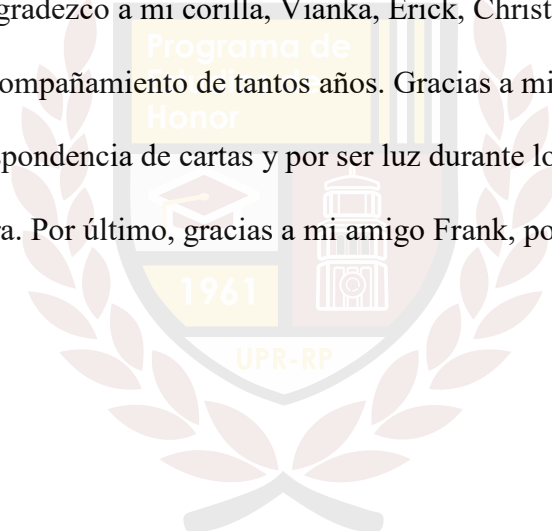 gradezco a mi corilla, Vianka, Erick, Christ
Programa de
ompañamiento de tantos años. Gracias a mi
Honor
pondencia de cartas y por ser luz durante lo
ra. Por último, gracias a mi amigo Frank, po
1961
UPR-RP